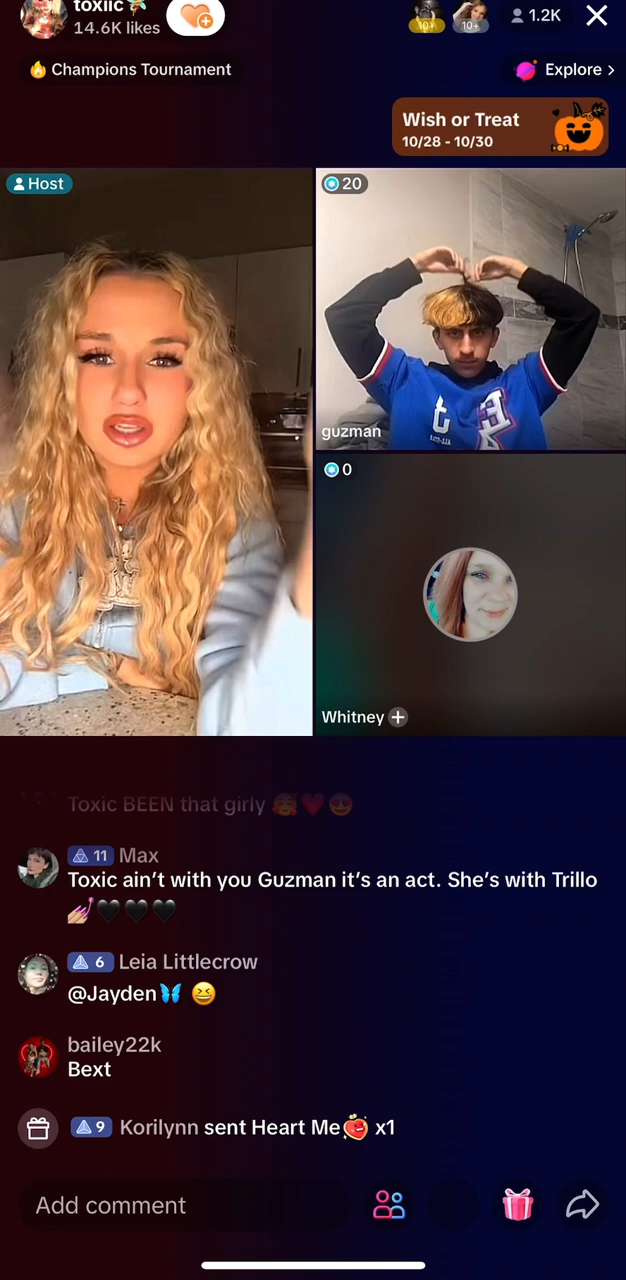 toxiic🧚
14.6K likes
10+
10+
1.2K
🔥 Champions Tournament
Explore >
Wish or Treat
10/28 - 10/30
Host
20
guzman
0
Whitney +
Toxic BEEN that girly 🥰❤️😍
11 Max
Toxic ain’t with you Guzman it’s an act. She’s with Trillo
💅🏼🖤🖤🖤
6 Leia Littlecrow
@Jayden🦋 😆
bailey22k
Bext
9 Korilynn sent Heart Me x1
Add comment